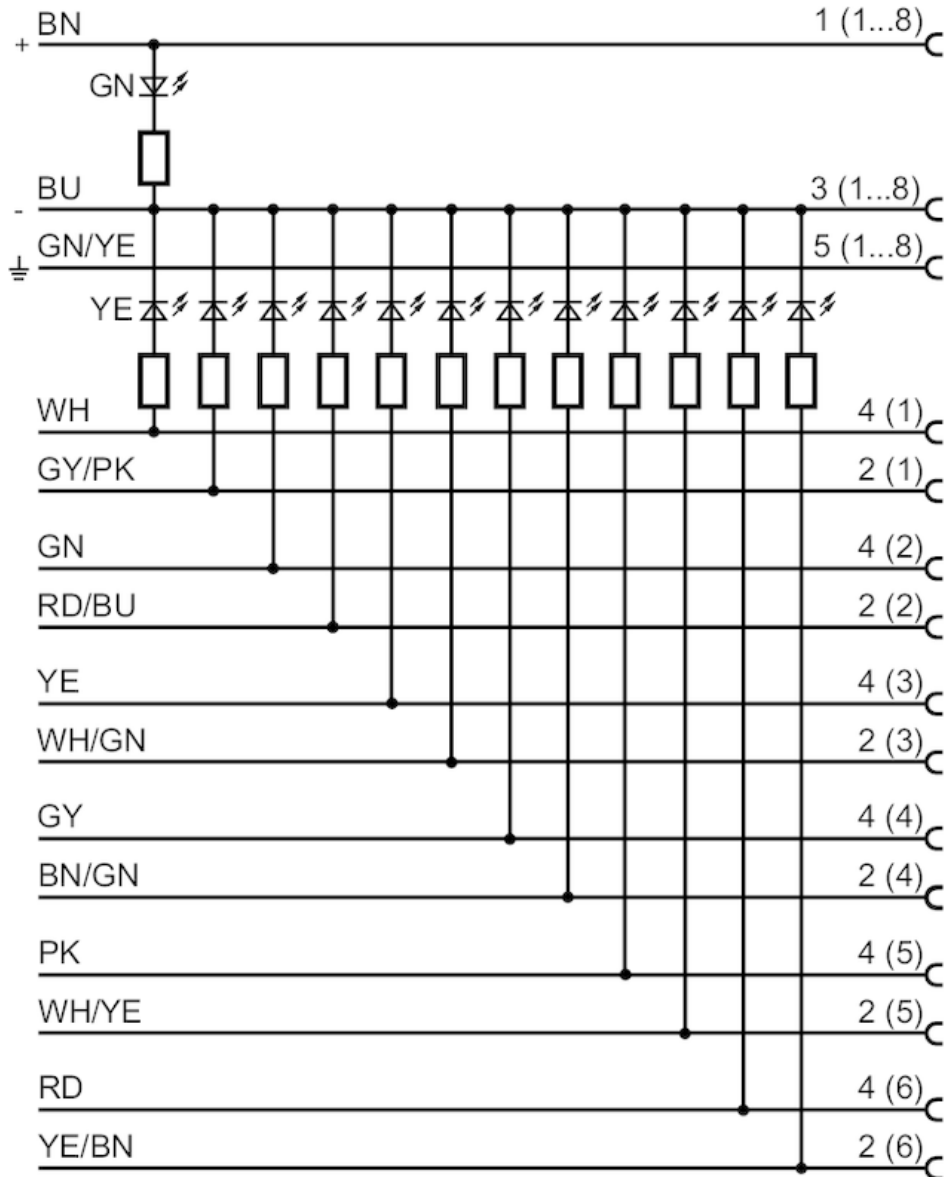 BN 1 (1...8)
+
GN
BU 3 (1...8)
-
GN/YE 5 (1...8)
YE
WH 4 (1)
GY/PK 2 (1)
GN 4 (2)
RD/BU 2 (2)
YE 4 (3)
WH/GN 2 (3)
GY 4 (4)
BN/GN 2 (4)
PK 4 (5)
WH/YE 2 (5)
RD 4 (6)
YE/BN 2 (6)